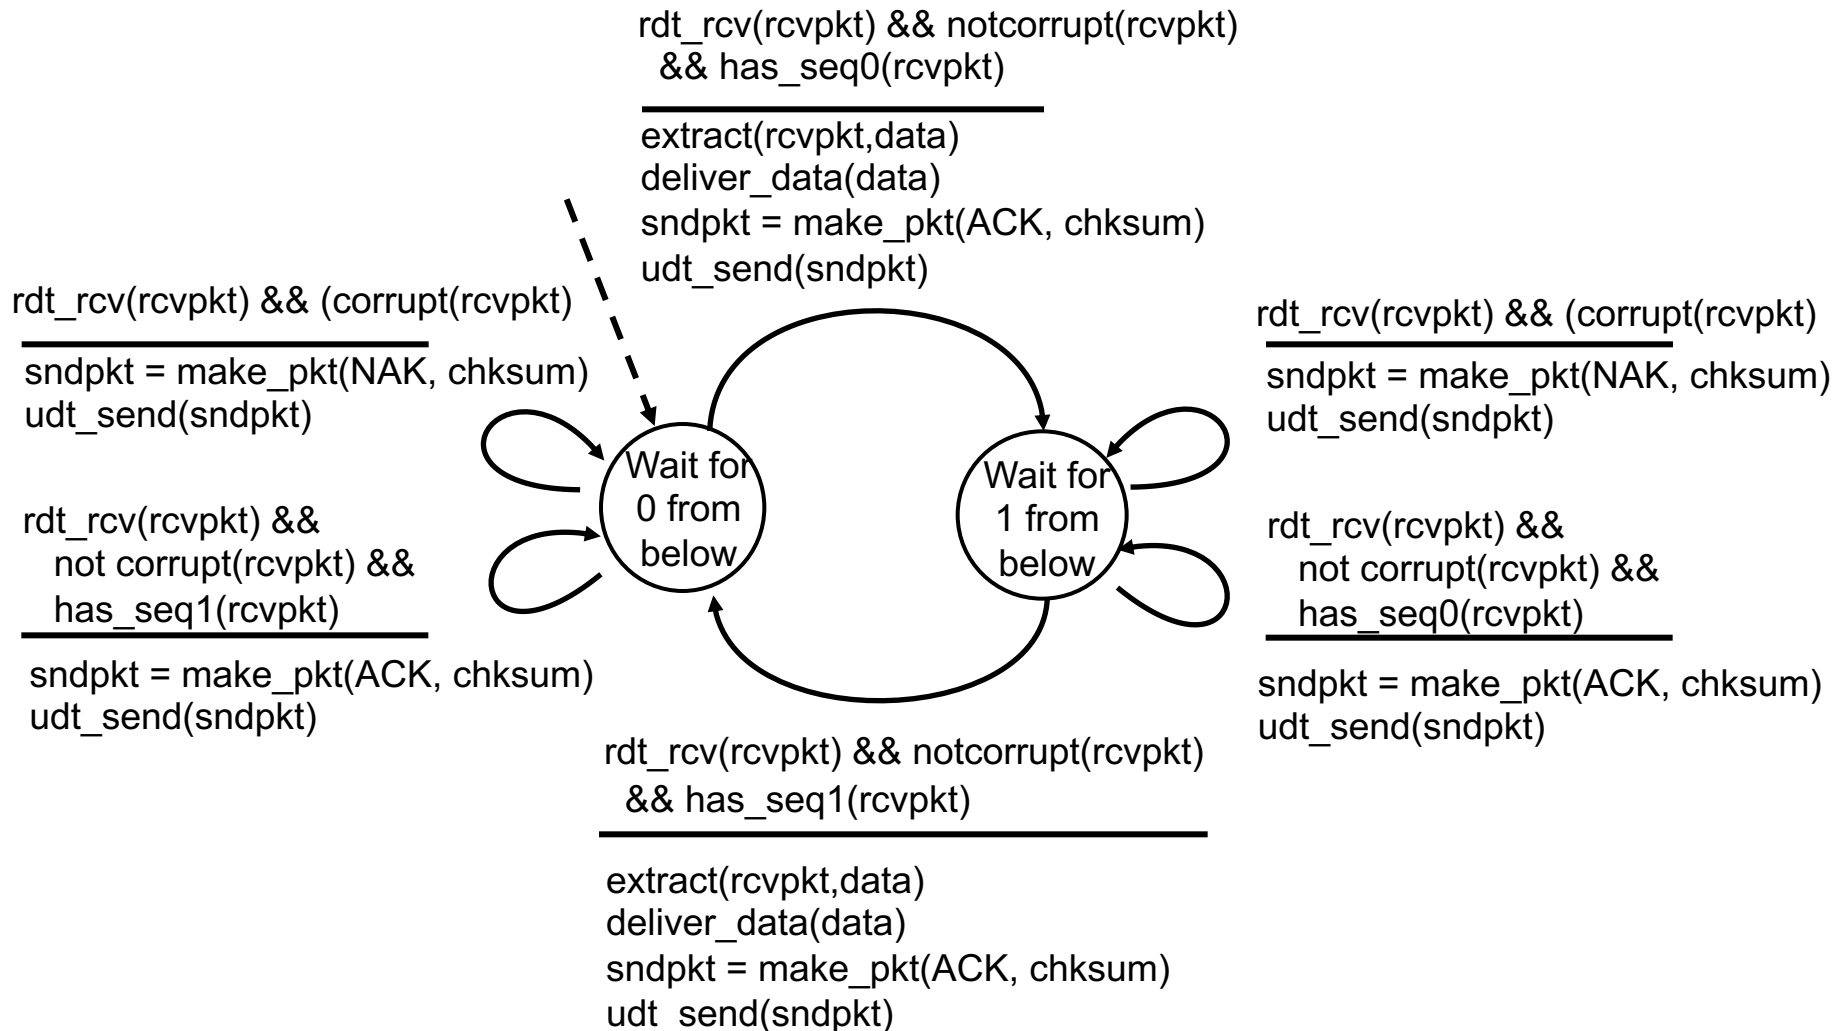 rdt_rcv(rcvpkt) && notcorrupt(rcvpkt)
&& has_seq0(rcvpkt)
extract(rcvpkt,data)
deliver_data(data)
sndpkt = make_pkt(ACK, chksum)
udt_send(sndpkt)
rdt_rcv(rcvpkt) && (corrupt(rcvpkt)
sndpkt = make_pkt(NAK, chksum)
udt_send(sndpkt)
rdt_rcv(rcvpkt) &&
not corrupt(rcvpkt) &&
has_seq1(rcvpkt)
sndpkt = make_pkt(ACK, chksum)
udt_send(sndpkt)
Wait for
0 from
below
Wait for
1 from
below
rdt_rcv(rcvpkt) && (corrupt(rcvpkt)
sndpkt = make_pkt(NAK, chksum)
udt_send(sndpkt)
rdt_rcv(rcvpkt) &&
not corrupt(rcvpkt) &&
has_seq0(rcvpkt)
sndpkt = make_pkt(ACK, chksum)
udt_send(sndpkt)
rdt_rcv(rcvpkt) && notcorrupt(rcvpkt)
&& has_seq1(rcvpkt)
extract(rcvpkt,data)
deliver_data(data)
sndpkt = make_pkt(ACK, chksum)
udt_send(sndpkt)